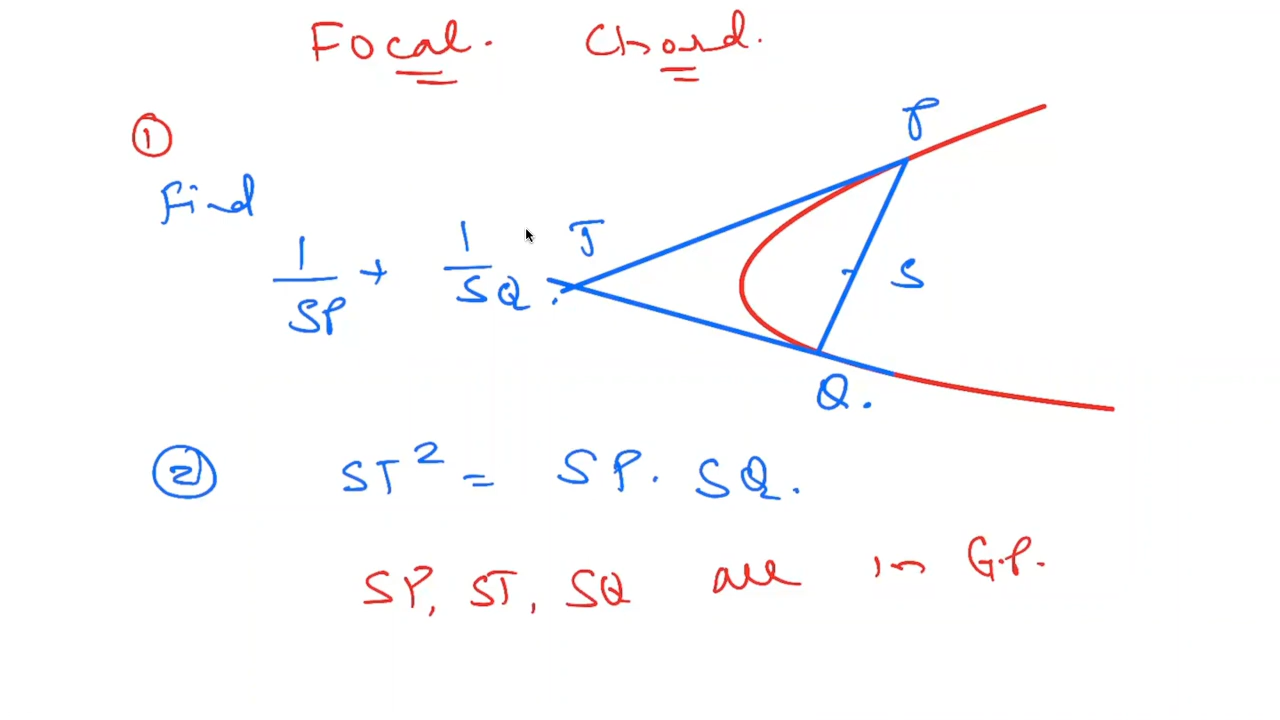 Focal. Chord.
①
Find
1/SP + 1/SQ.
T
P
S
Q.
② ST² = SP. SQ.
SP, ST, SQ are in G.P.